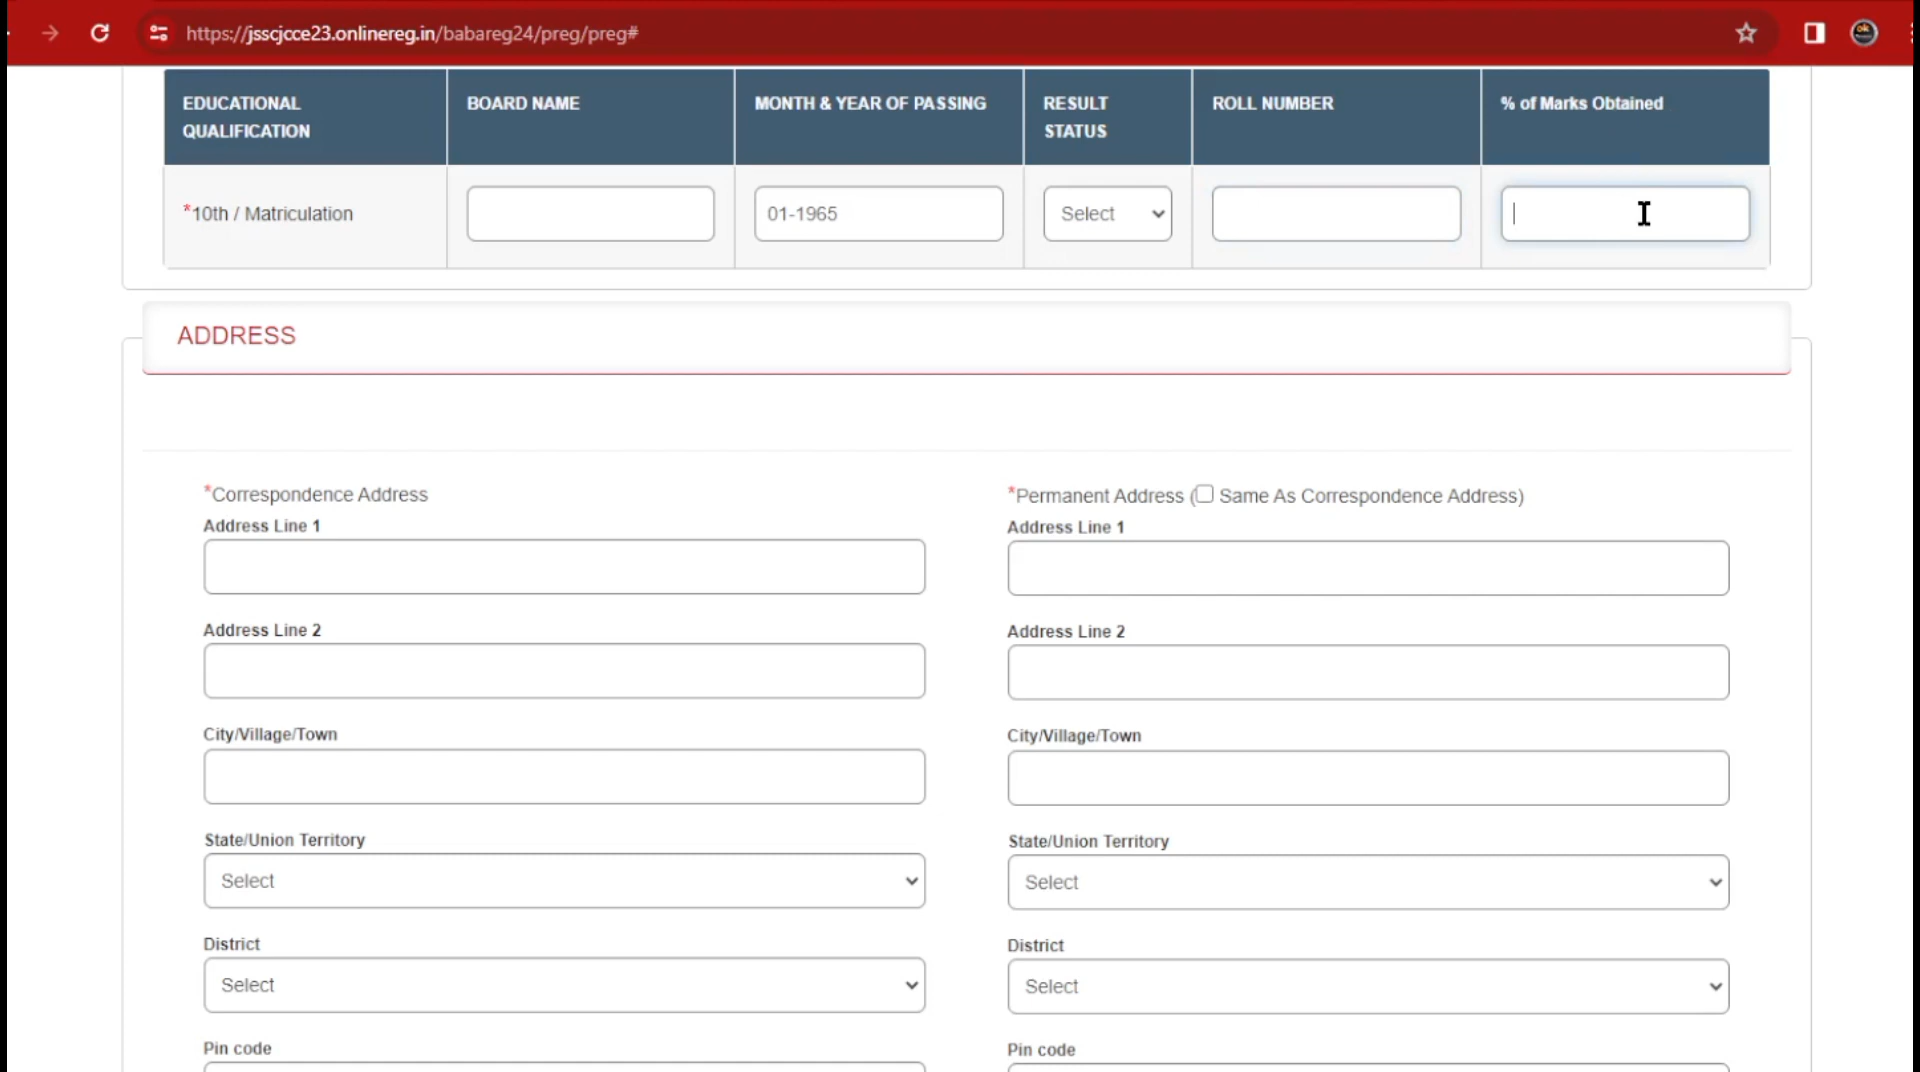 https://jsscjcce23.onlinereg.in/babareg24/preg/preg#
EDUCATIONAL QUALIFICATION
BOARD NAME
MONTH & YEAR OF PASSING
RESULT STATUS
ROLL NUMBER
% of Marks Obtained
*10th / Matriculation
01-1965
Select
ADDRESS
*Correspondence Address
Address Line 1
Address Line 2
City/Village/Town
State/Union Territory
Select
District
Select
Pin code
*Permanent Address (Same As Correspondence Address)
Address Line 1
Address Line 2
City/Village/Town
State/Union Territory
Select
District
Select
Pin code